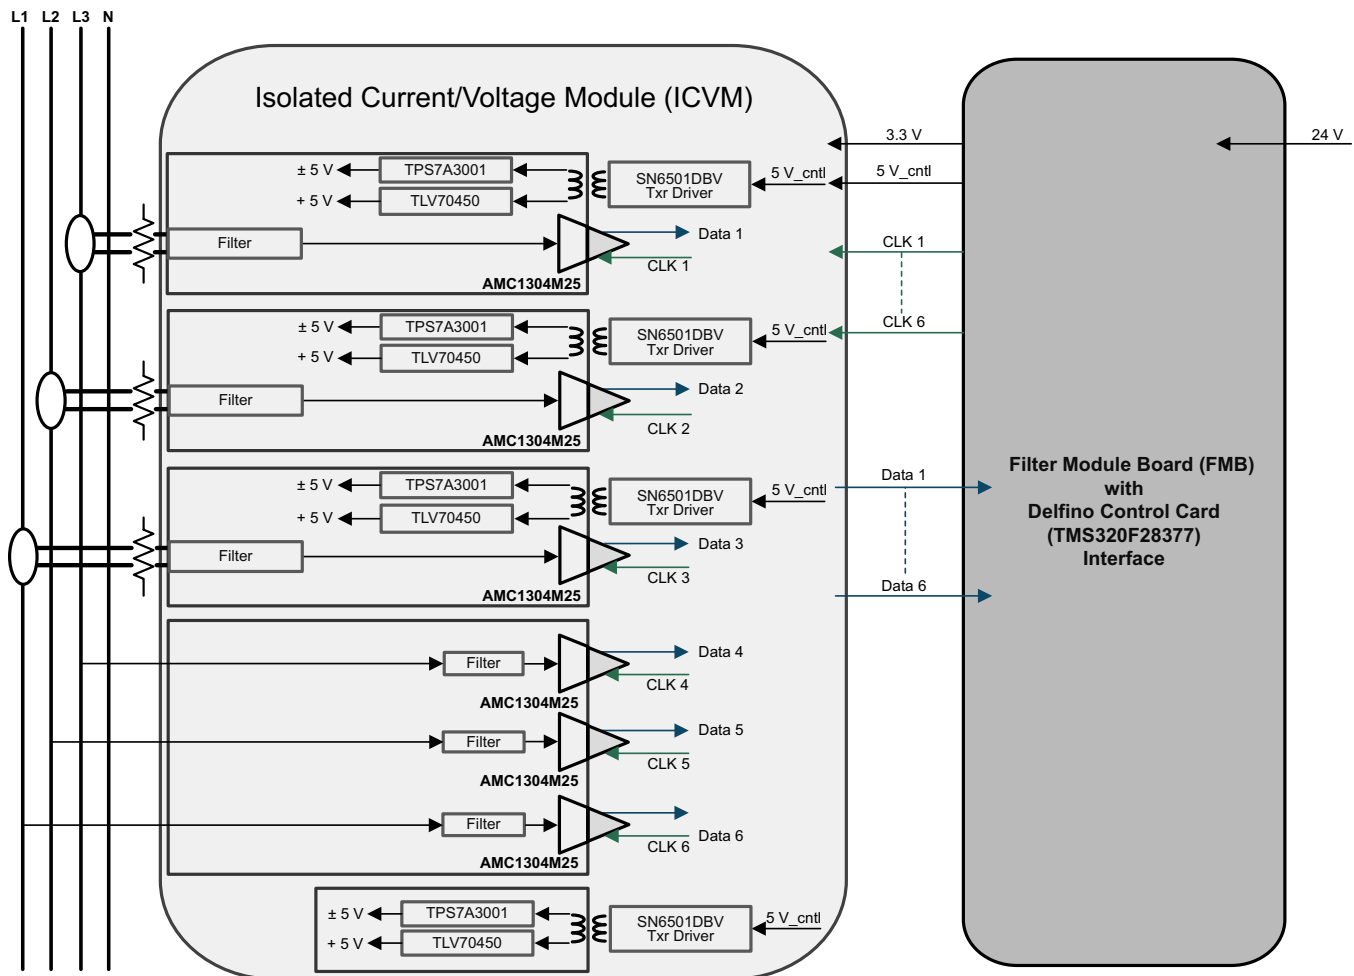 L1 L2 L3 N
Isolated Current/Voltage Module (ICVM)
3.3 V
24 V
± 5 V
TPS7A3001
SN6501DBV
Txr Driver
5 V_cntl
5 V_cntl
+ 5 V
TLV70450
Filter
Data 1
CLK 1
AMC1304M25
CLK 1
CLK 6
± 5 V
TPS7A3001
SN6501DBV
Txr Driver
5 V_cntl
+ 5 V
TLV70450
Filter
Data 2
CLK 2
AMC1304M25
± 5 V
TPS7A3001
SN6501DBV
Txr Driver
5 V_cntl
+ 5 V
TLV70450
Filter
Data 3
CLK 3
AMC1304M25
Data 1
Data 6
Filter Module Board (FMB)
with
Delfino Control Card
(TMS320F28377)
Interface
Filter
Data 4
CLK 4
AMC1304M25
Filter
Data 5
CLK 5
AMC1304M25
Filter
Data 6
CLK 6
AMC1304M25
± 5 V
TPS7A3001
SN6501DBV
Txr Driver
5 V_cntl
+ 5 V
TLV70450